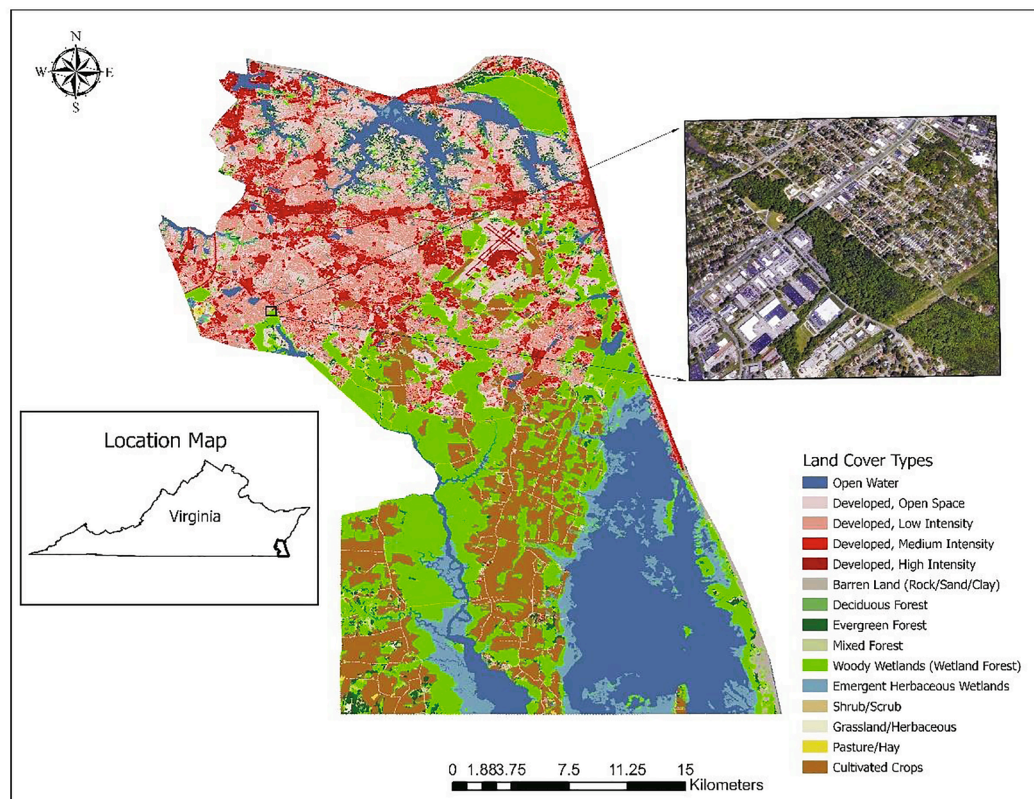 N
W E
S
Location Map
Virginia
Land Cover Types
Open Water
Developed, Open Space
Developed, Low Intensity
Developed, Medium Intensity
Developed, High Intensity
Barren Land (Rock/Sand/Clay)
Deciduous Forest
Evergreen Forest
Mixed Forest
Woody Wetlands (Wetland Forest)
Emergent Herbaceous Wetlands
Shrub/Scrub
Grassland/Herbaceous
Pasture/Hay
Cultivated Crops
0 1.883.75 7.5 11.25 15
Kilometers